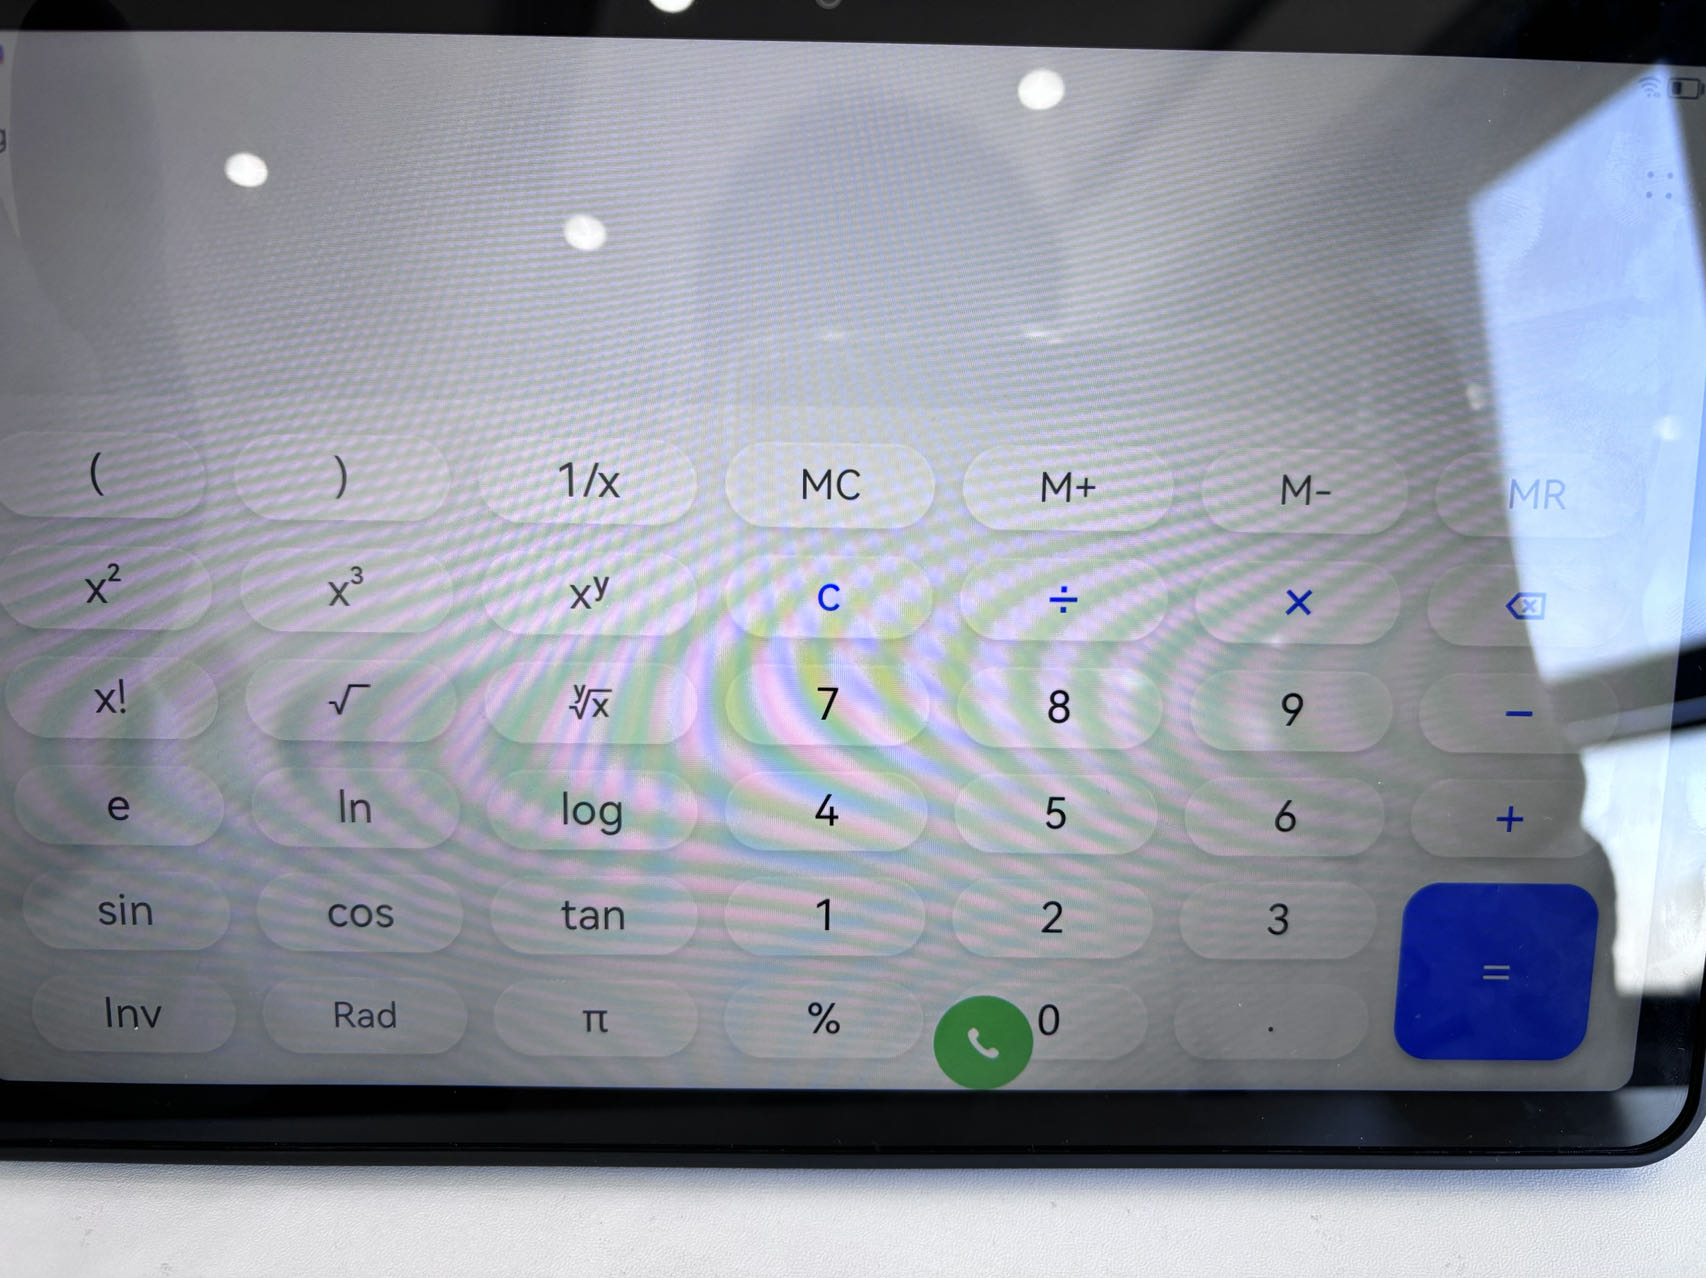 ( ) 1/x MC M+ M- MR
x² x³ xʸ C ÷ ×
x! √ ʸ√x 7 8 9 −
e ln log 4 5 6 +
sin cos tan 1 2 3 =
Inv Rad π % 0 .